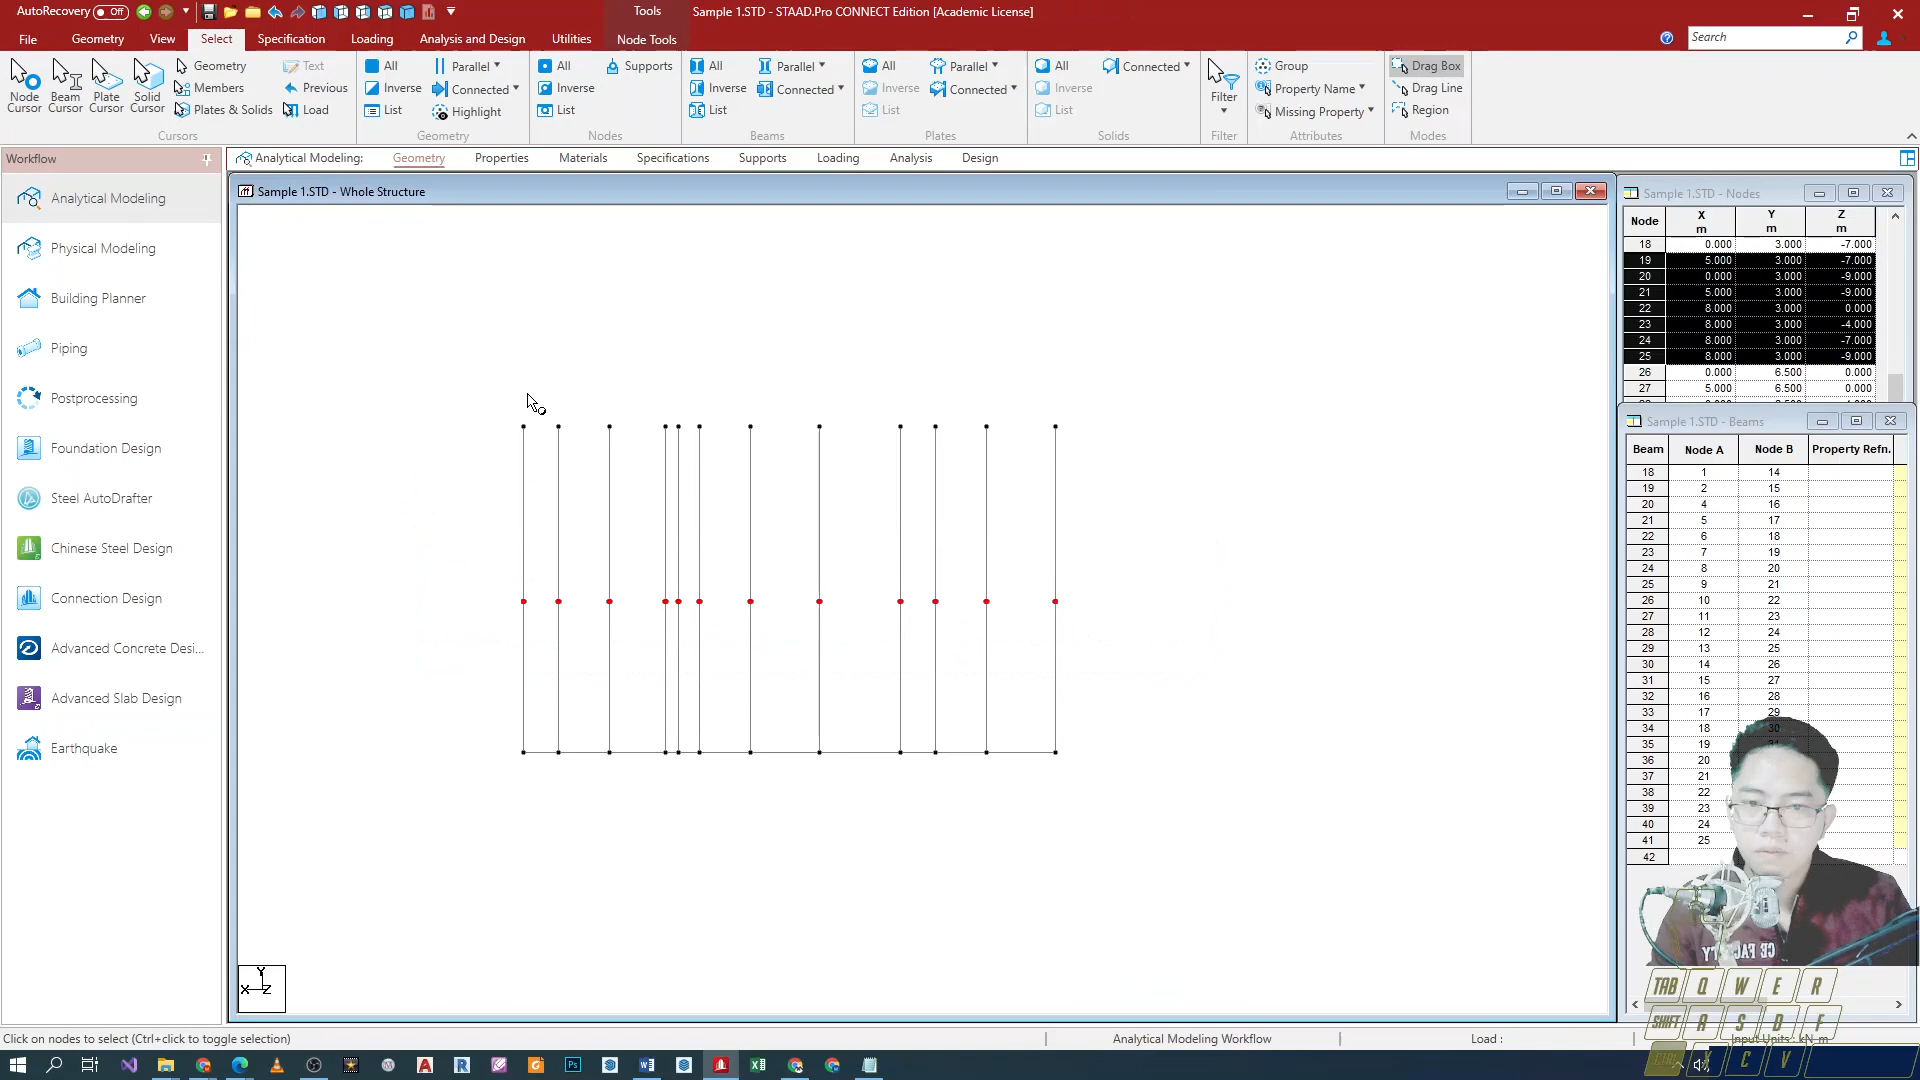 AutoRecovery Off
Tools
Sample 1.STD - STAAD.Pro CONNECT Edition [Academic License]
File
Geometry
View
Select
Specification
Loading
Analysis and Design
Utilities
Node Tools
Search
Node Cursor
Beam Cursor
Plate Cursor
Solid Cursor
Geometry
Members
Plates & Solids
Text
Previous
Load
Cursors
All
Inverse
List
Parallel
Connected
Highlight
Geometry
All
Inverse
List
Supports
Nodes
All
Inverse
List
Parallel
Connected
Beams
All
Inverse
List
Parallel
Connected
Plates
All
Inverse
List
Connected
Solids
Filter
Filter
Group
Property Name
Missing Property
Attributes
Drag Box
Drag Line
Region
Modes
Workflow
Analytical Modeling:
Geometry
Properties
Materials
Specifications
Supports
Loading
Analysis
Design
Analytical Modeling
Physical Modeling
Building Planner
Piping
Postprocessing
Foundation Design
Steel AutoDrafter
Chinese Steel Design
Connection Design
Advanced Concrete Desi...
Advanced Slab Design
Earthquake
Sample 1.STD - Whole Structure
Y
X
Z
Sample 1.STD - Nodes
Node X m Y m Z m
18 0.000 3.000 -7.000
19 5.000 3.000 -7.000
20 0.000 3.000 -9.000
21 5.000 3.000 -9.000
22 8.000 3.000 0.000
23 8.000 3.000 -4.000
24 8.000 3.000 -7.000
25 8.000 3.000 -9.000
26 0.000 6.500 0.000
27 5.000 6.500 0.000
Sample 1.STD - Beams
Beam Node A Node B Property Refn.
18 1 14
19 2 15
20 4 16
21 5 17
22 6 18
23 7 19
24 8 20
25 9 21
26 10 22
27 11 23
28 12 24
29 13 25
30 14 26
31 15 27
32 16 28
33 17 29
34 18 30
35 19 31
36 20
37 21
38 22
39 23
40 24
41 25
42
TAB Q W E R
SHIFT A S D F
X C V
Click on nodes to select (Ctrl+click to toggle selection)
Analytical Modeling Workflow
Load :
Input Units : kN-m